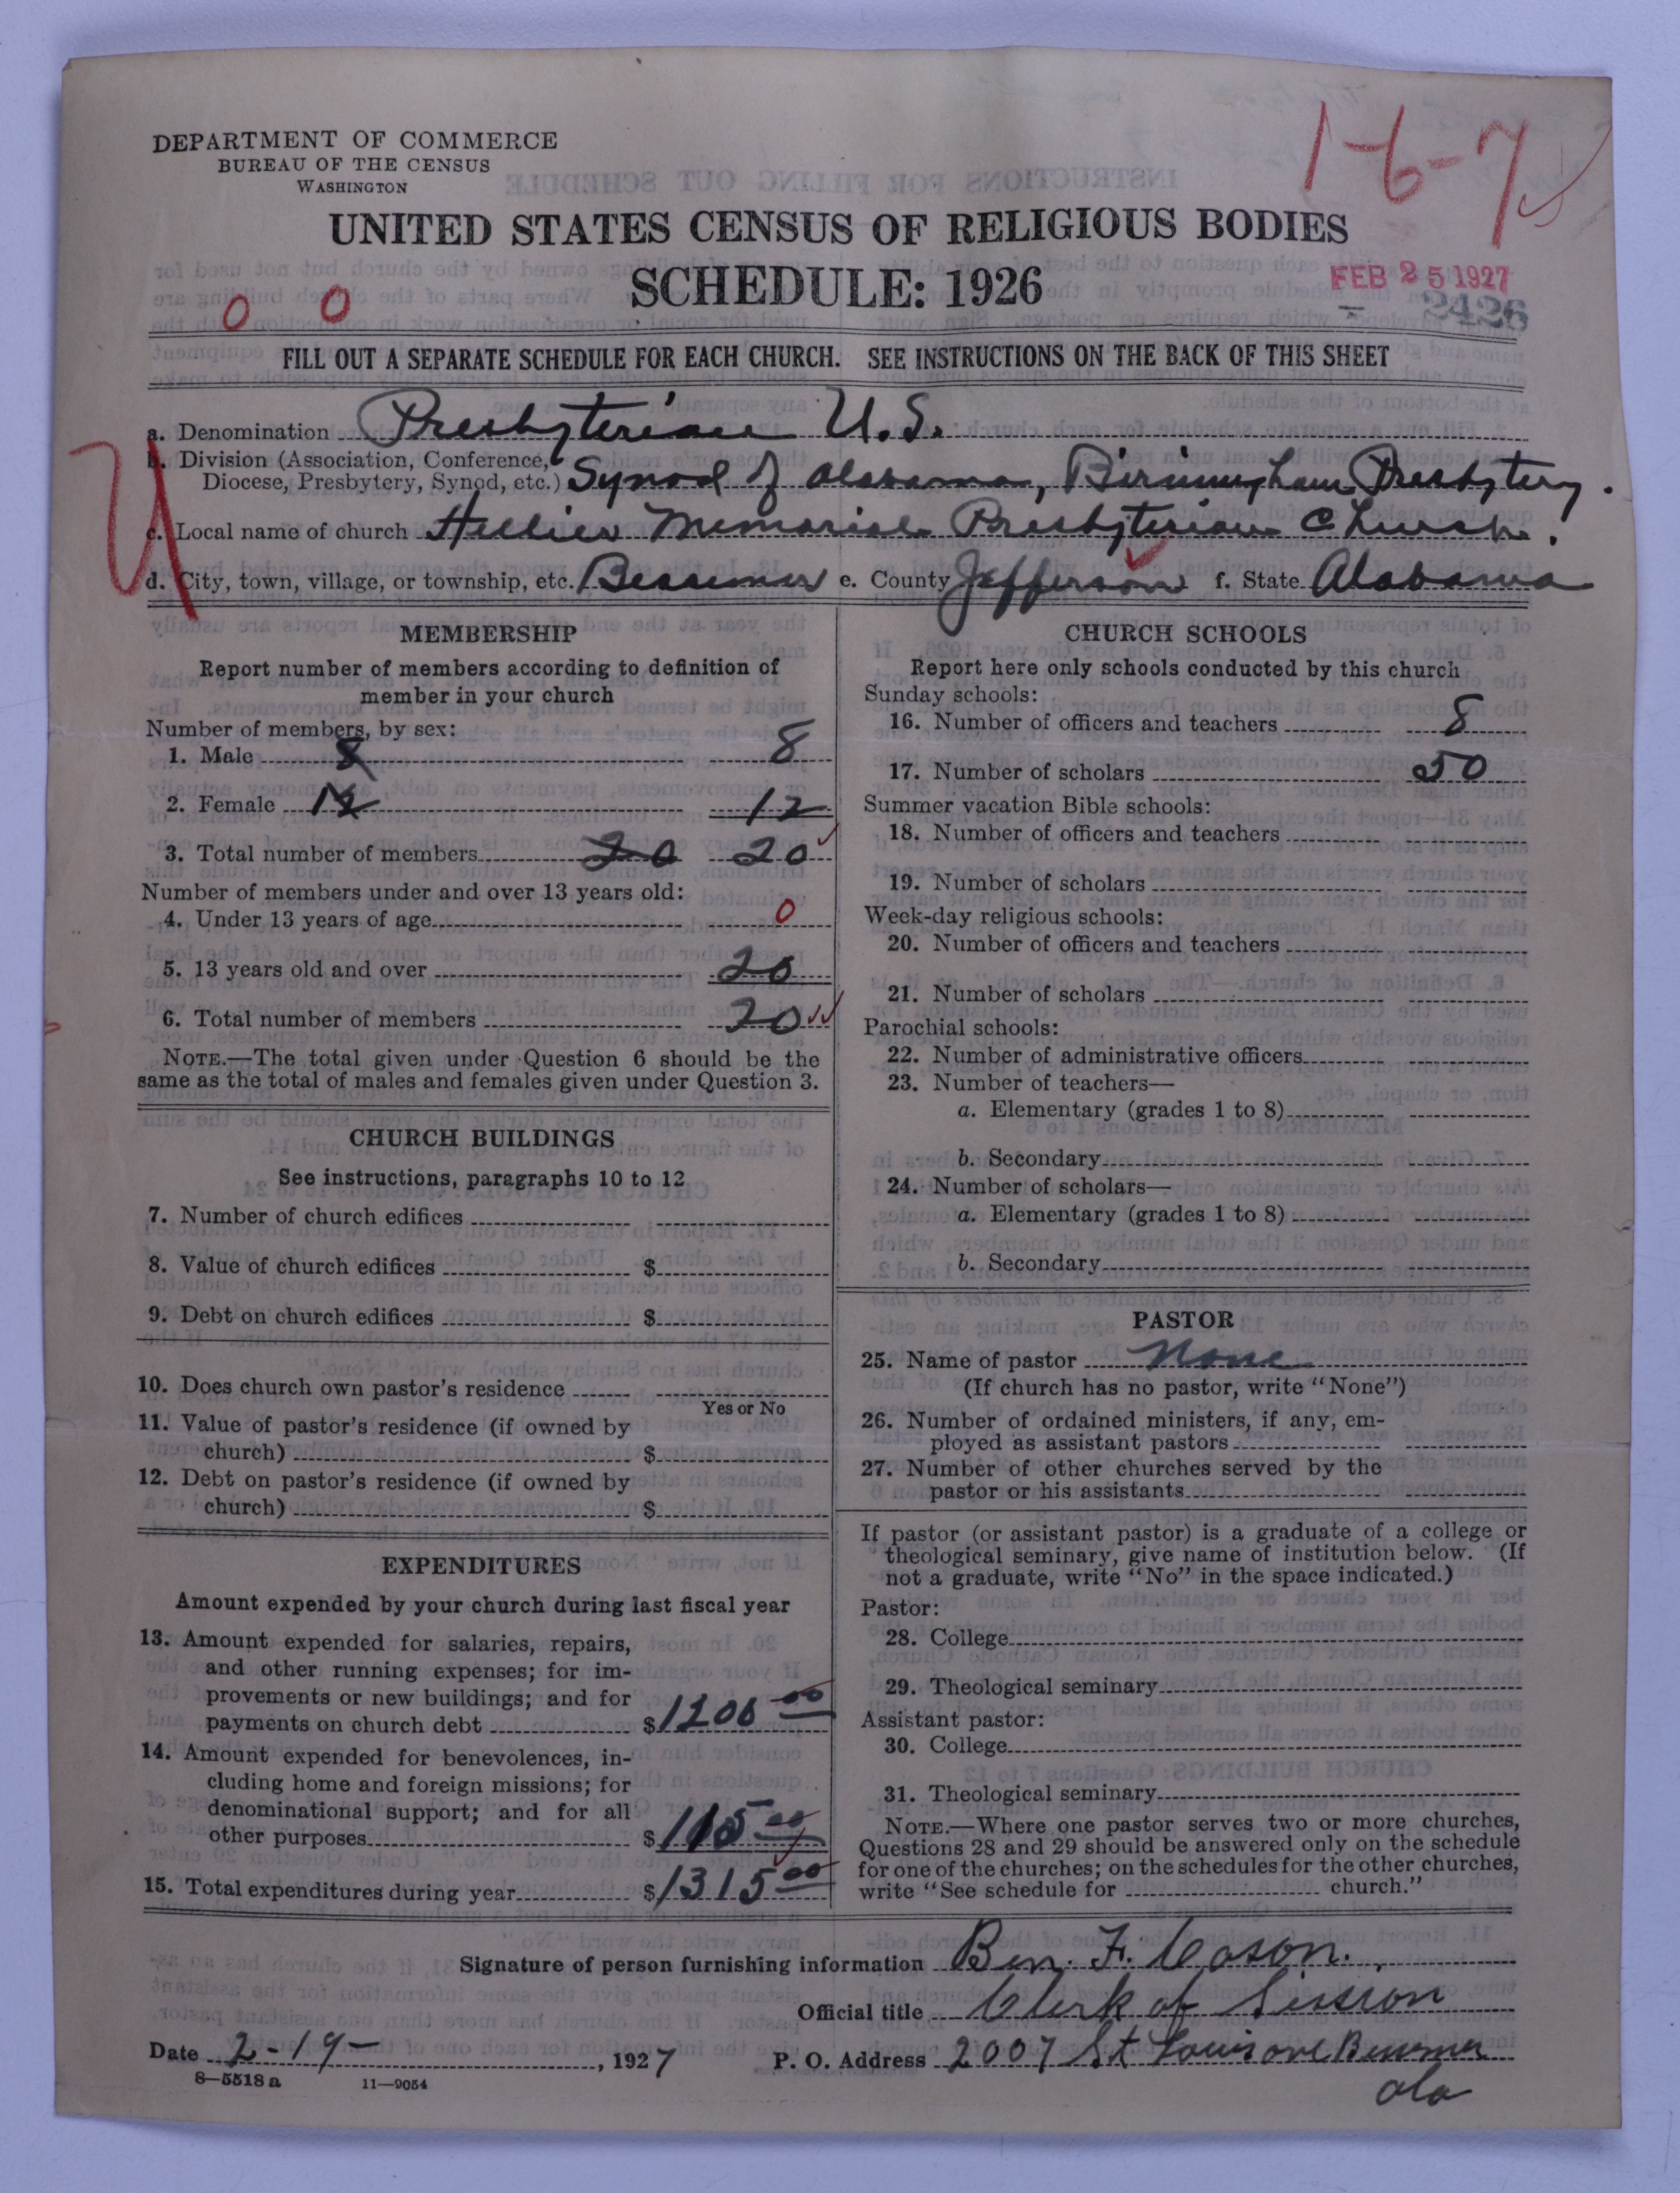 DEPARTMENT OF COMMERCE
BUREAU OF THE CENSUS
WASHINGTON
1-6-7
UNITED STATES CENSUS OF RELIGIOUS BODIES
SCHEDULE: 1926
FEB 25 1927
2426
0 0
FILL OUT A SEPARATE SCHEDULE FOR EACH CHURCH. SEE INSTRUCTIONS ON THE BACK OF THIS SHEET
U
a. Denomination Presbyterian U.S.
b. Division (Association, Conference,
Diocese, Presbytery, Synod, etc.) Synod of Alabama, Birmingham Presbytery.
c. Local name of church Memorial Presbyterian Church.
d. City, town, village, or township, etc. Bessemer e. County Jefferson f. State Alabama
MEMBERSHIP
Report number of members according to definition of
member in your church
Number of members, by sex:
1. Male 8 8
2. Female 12 12
3. Total number of members 20 20
Number of members under and over 13 years old:
4. Under 13 years of age 0
5. 13 years old and over 20
6. Total number of members 20
NOTE.—The total given under Question 6 should be the
same as the total of males and females given under Question 3.
CHURCH BUILDINGS
See instructions, paragraphs 10 to 12
7. Number of church edifices
8. Value of church edifices $
9. Debt on church edifices $
10. Does church own pastor's residence
Yes or No
11. Value of pastor's residence (if owned by
church) $
12. Debt on pastor's residence (if owned by
church) $
EXPENDITURES
Amount expended by your church during last fiscal year
13. Amount expended for salaries, repairs,
and other running expenses; for im-
provements or new buildings; and for
payments on church debt $ 1200 00
14. Amount expended for benevolences, in-
cluding home and foreign missions; for
denominational support; and for all
other purposes $ 115 00
15. Total expenditures during year $ 1315 00
CHURCH SCHOOLS
Report here only schools conducted by this church
Sunday schools:
16. Number of officers and teachers 8
17. Number of scholars 50
Summer vacation Bible schools:
18. Number of officers and teachers
19. Number of scholars
Week-day religious schools:
20. Number of officers and teachers
21. Number of scholars
Parochial schools:
22. Number of administrative officers
23. Number of teachers—
a. Elementary (grades 1 to 8)
b. Secondary
24. Number of scholars—
a. Elementary (grades 1 to 8)
b. Secondary
PASTOR
25. Name of pastor None
(If church has no pastor, write "None")
26. Number of ordained ministers, if any, em-
ployed as assistant pastors
27. Number of other churches served by the
pastor or his assistants
If pastor (or assistant pastor) is a graduate of a college or
theological seminary, give name of institution below. (If
not a graduate, write "No" in the space indicated.)
Pastor:
28. College
29. Theological seminary
Assistant pastor:
30. College
31. Theological seminary
NOTE.—Where one pastor serves two or more churches,
Questions 28 and 29 should be answered only on the schedule
for one of the churches; on the schedules for the other churches,
write "See schedule for church."
Signature of person furnishing information Ben. F. Cason.
Official title Clerk of Session
Date 2-19-, 1927 P. O. Address 2007 St Louis ave Bessemer
Ala
8—5518 a 11—9054